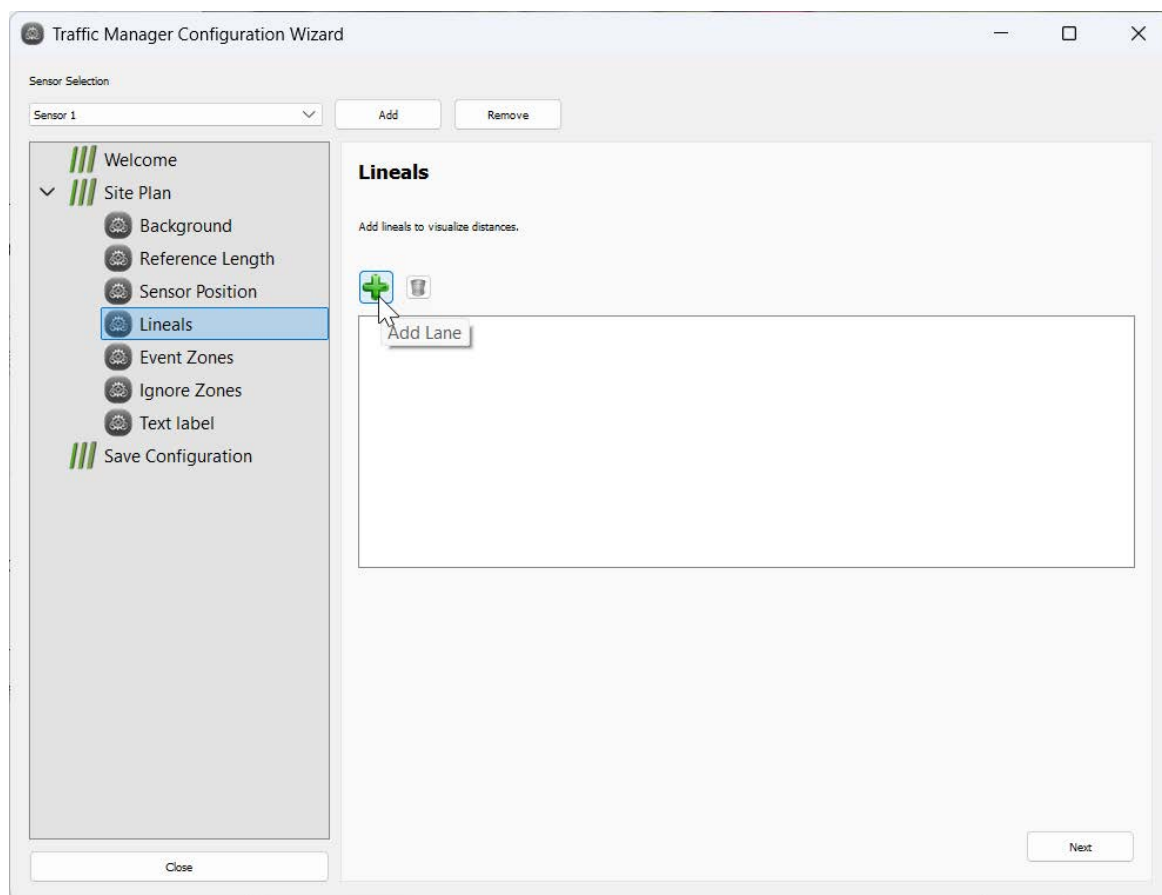 Traffic Manager Configuration Wizard
Sensor Selection
Sensor 1
Add
Remove
Welcome
Site Plan
Background
Reference Length
Sensor Position
Lineals
Event Zones
Ignore Zones
Text label
Save Configuration
Close
Lineals
Add lineals to visualize distances.
Add Lane
Next